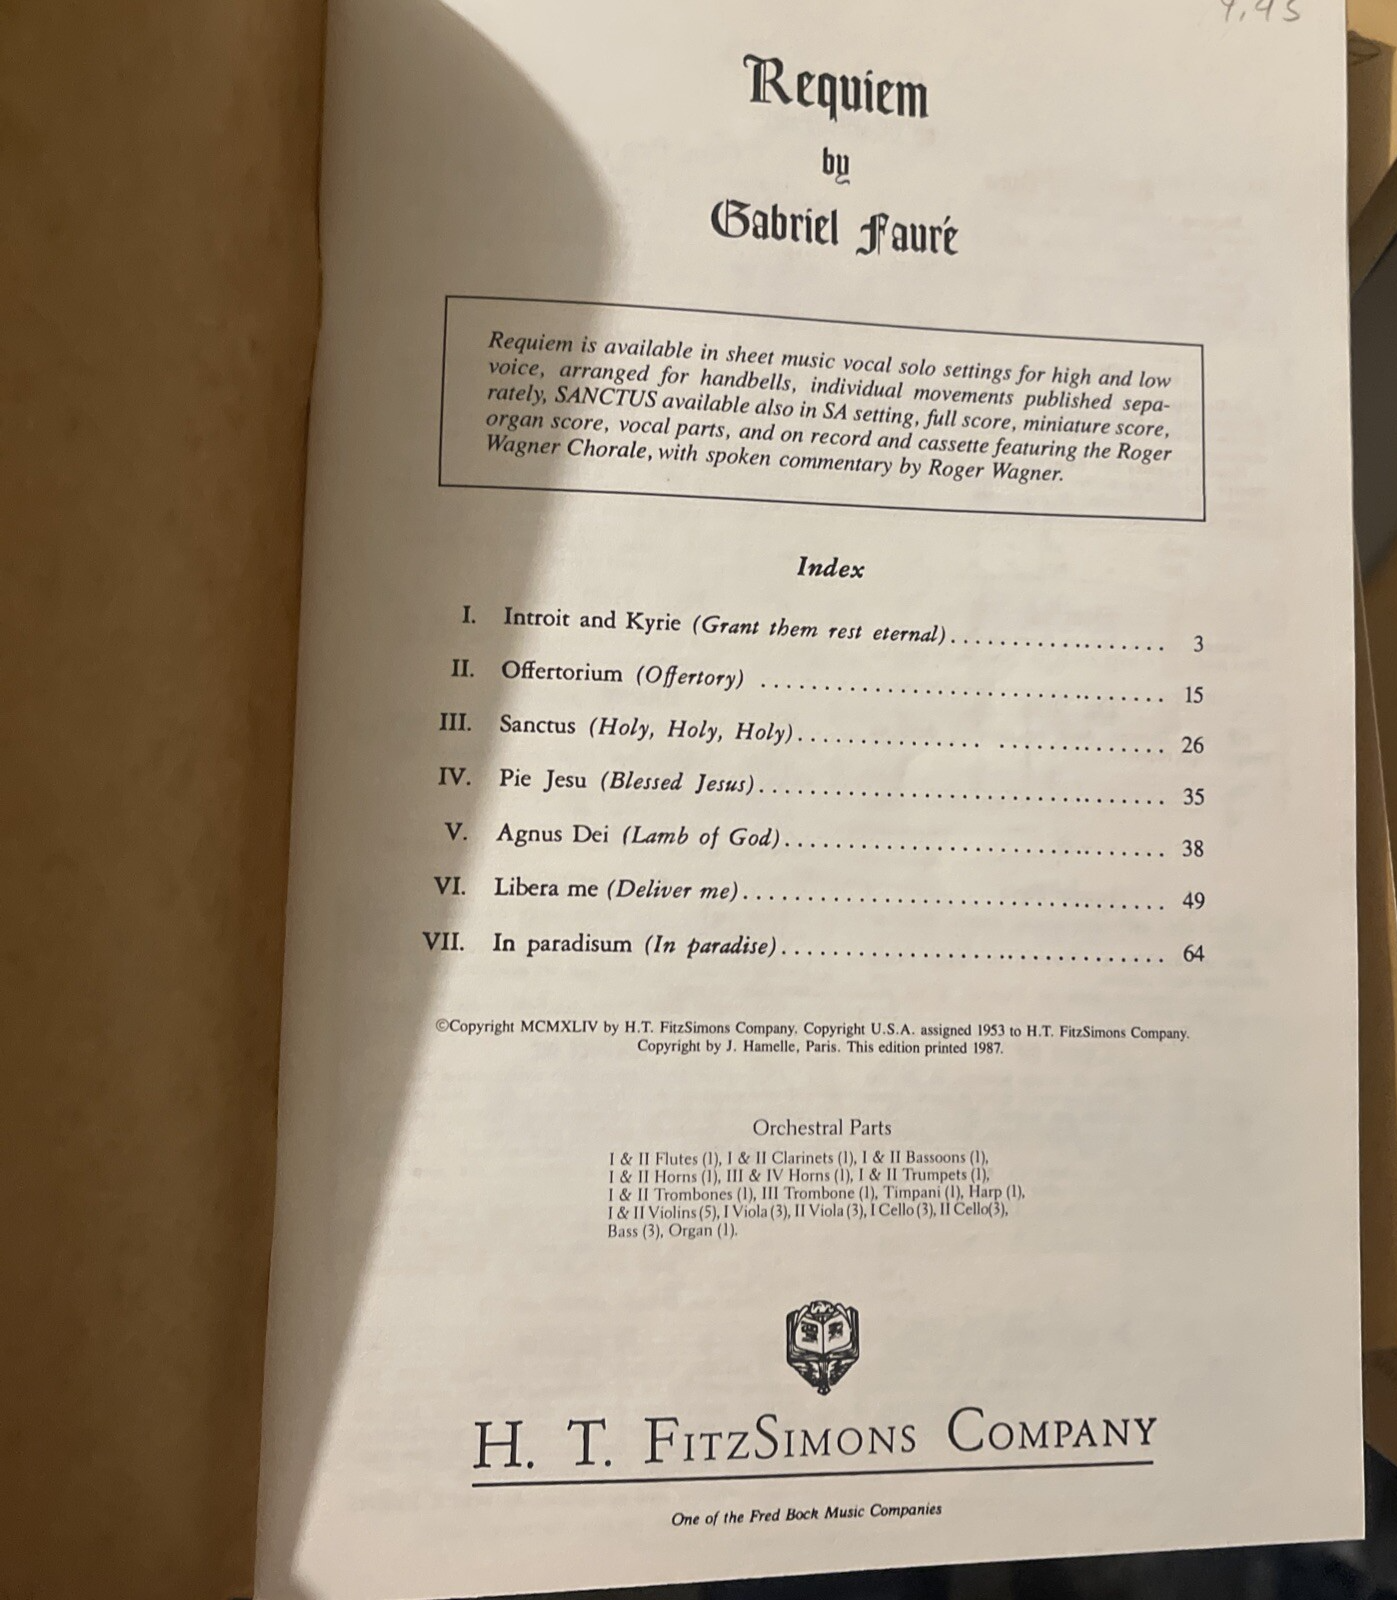 Requiem
by
Gabriel Fauré
Requiem is available in sheet music vocal solo settings for high and low
voice, arranged for handbells, individual movements published sepa-
rately, SANCTUS available also in SA setting, full score, miniature score,
organ score, vocal parts, and on record and cassette featuring the Roger
Wagner Chorale, with spoken commentary by Roger Wagner.
Index
I. Introit and Kyrie (Grant them rest eternal).................. 3
II. Offertorium (Offertory) ................................. 15
III. Sanctus (Holy, Holy, Holy)............... .............. 26
IV. Pie Jesu (Blessed Jesus)................................. 35
V. Agnus Dei (Lamb of God)............................... 38
VI. Libera me (Deliver me).................................. 49
VII. In paradisum (In paradise)............................... 64
©Copyright MCMXLIV by H.T. FitzSimons Company. Copyright U.S.A. assigned 1953 to H.T. FitzSimons Company.
Copyright by J. Hamelle, Paris. This edition printed 1987.
Orchestral Parts
I & II Flutes (1), I & II Clarinets (1), I & II Bassoons (1),
I & II Horns (1), III & IV Horns (1), I & II Trumpets (1),
I & II Trombones (1), III Trombone (1), Timpani (1), Harp (1),
I & II Violins (5), I Viola (3), II Viola (3), I Cello (3), II Cello(3),
Bass (3), Organ (1).
H. T. FITZSIMONS COMPANY
One of the Fred Bock Music Companies